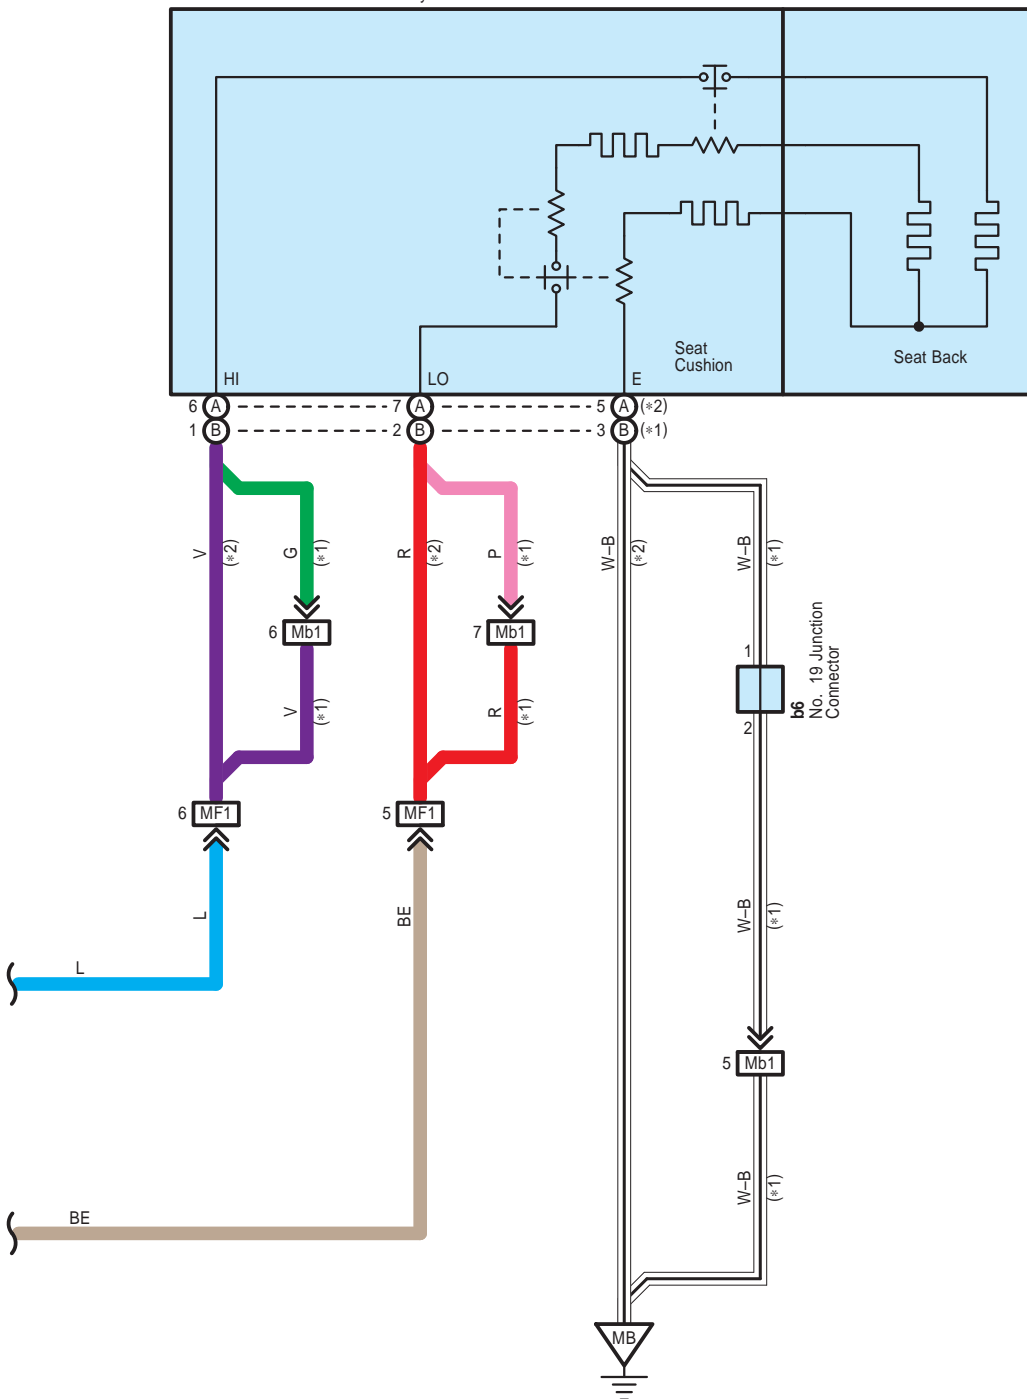 Seat
Cushion
Seat Back
HI
LO
E
6 A
7 A
5 A (*2)
1 B
2 B
3 B (*1)
V
(*2)
G
(*1)
R
(*2)
P
(*1)
W–B
(*2)
W–B
(*1)
6 Mb1
7 Mb1
1
b6
No. 19 Junction
Connector
2
V
(*1)
R
(*1)
6 MF1
5 MF1
L
BE
W–B
(*1)
L
5 Mb1
W–B
(*1)
BE
MB